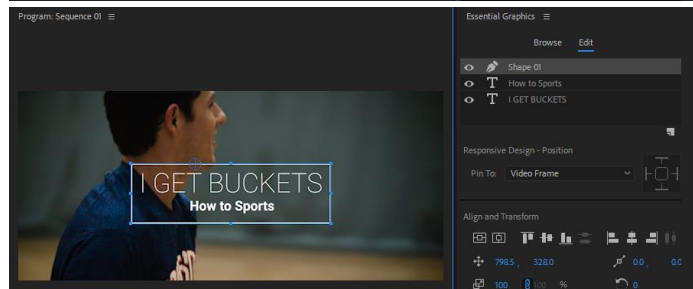 Program: Sequence 01
Essential Graphics
Browse Edit
Shape 01
How to Sports
I GET BUCKETS
Responsive Design - Position
Pin To: Video Frame
Align and Transform
798.5 , 328.0
0.0 , 0.0
100 100 %
0
I GET BUCKETS
How to Sports